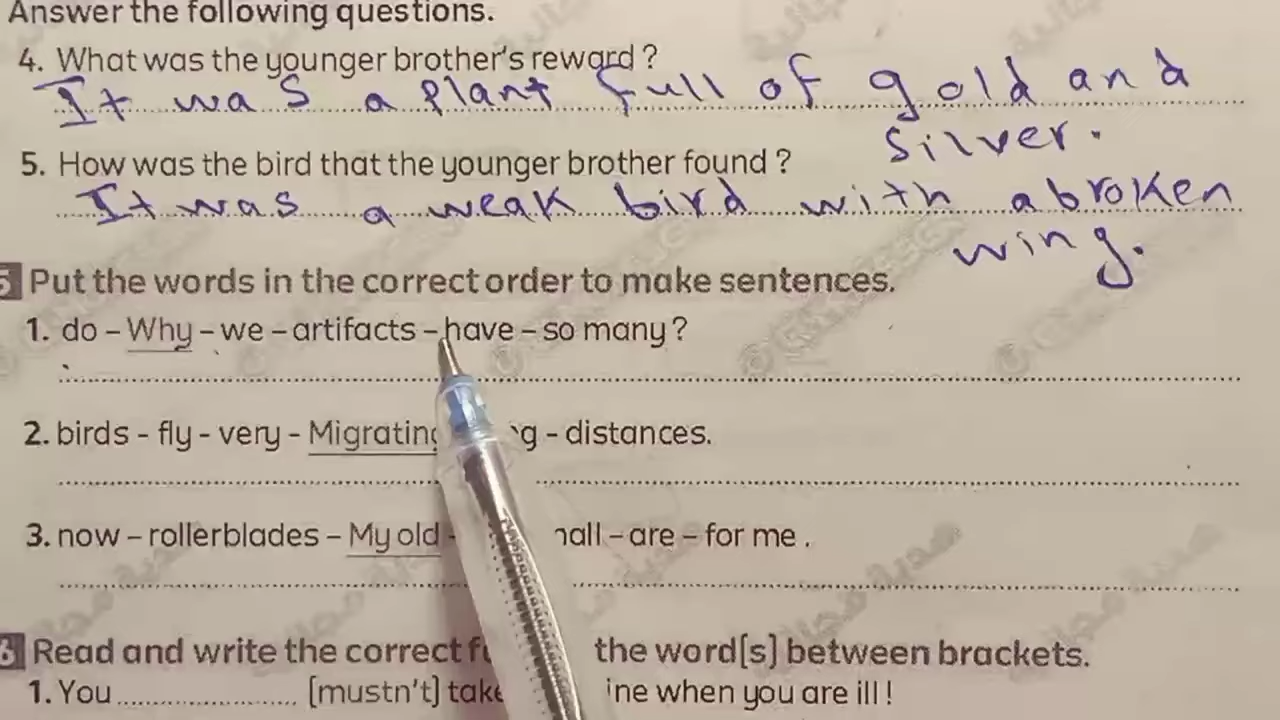 Answer the following questions.
4. What was the younger brother's reward ?
It was a plant full of gold and
silver.
5. How was the bird that the younger brother found ?
It was a weak bird with a broken
wing.
5 Put the words in the correct order to make sentences.
1. do – Why – we – artifacts – have – so many ?
2. birds - fly - very - Migrating - distances.
3. now – rollerblades – My old – are – for me .
6 Read and write the correct the word(s) between brackets.
1. You .................... [mustn't] take when you are ill !